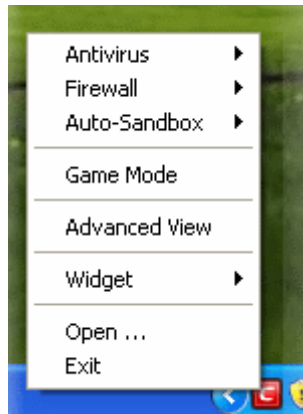 Antivirus
Firewall
Auto-Sandbox
Game Mode
Advanced View
Widget
Open ...
Exit
C